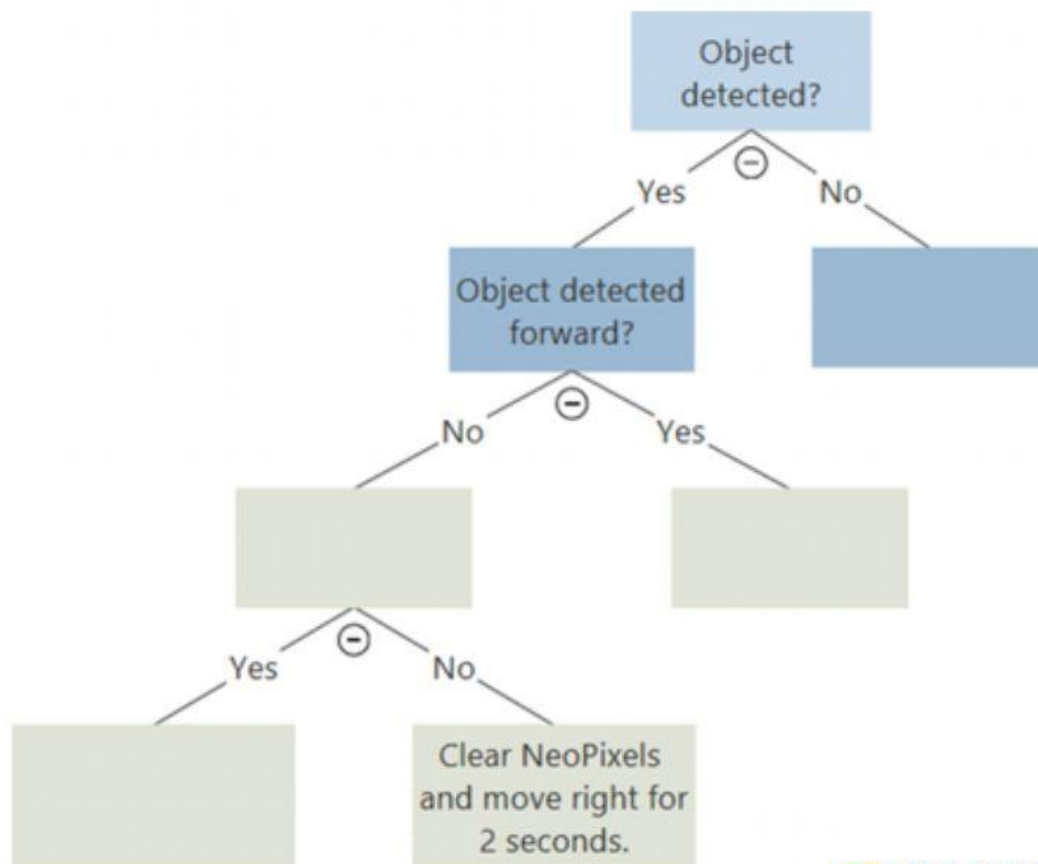 Object
detected?
Yes
No
Object detected
forward?
No
Yes
Yes
No
Clear NeoPixels
and move right for
2 seconds.